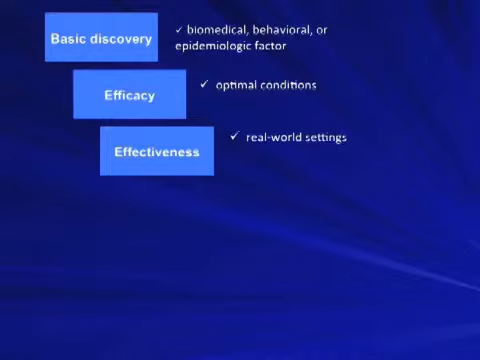 Basic discovery
✓ biomedical, behavioral, or
epidemiologic factor
Efficacy
✓ optimal conditions
Effectiveness
✓ real-world settings